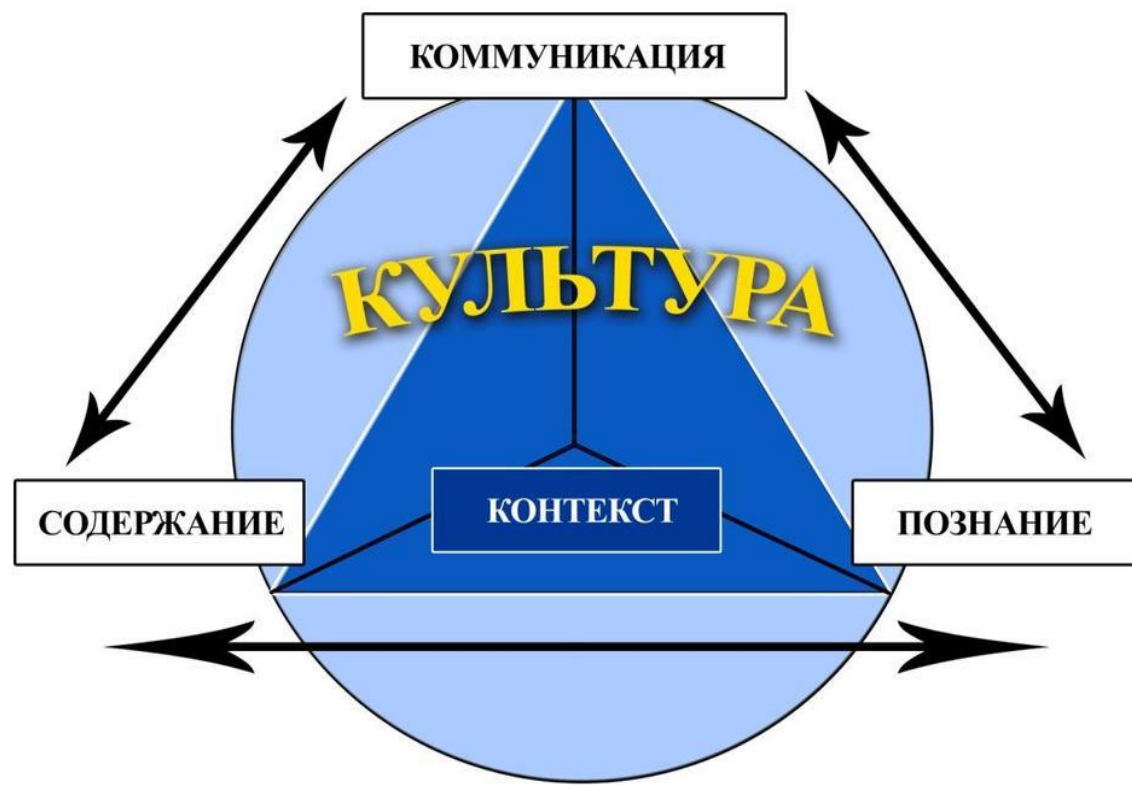 КОММУНИКАЦИЯ
КУЛЬТУРА
СОДЕРЖАНИЕ
КОНТЕКСТ
ПОЗНАНИЕ